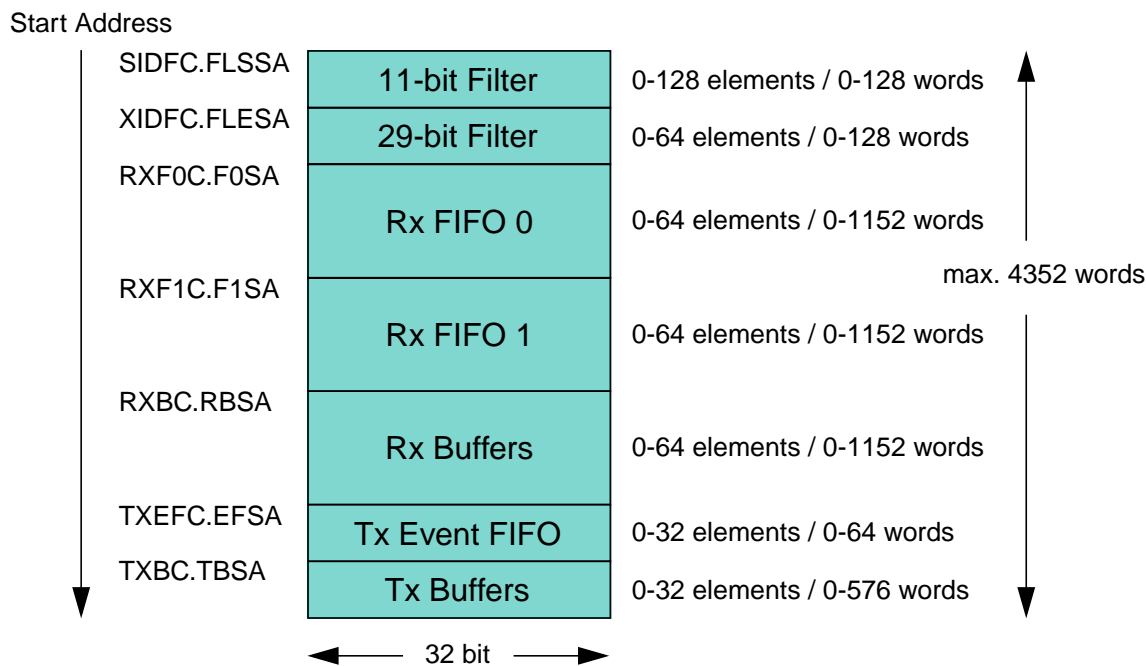 Start Address
SIDFC.FLSSA
11-bit Filter
0-128 elements / 0-128 words
XIDFC.FLESA
29-bit Filter
0-64 elements / 0-128 words
RXF0C.F0SA
Rx FIFO 0
0-64 elements / 0-1152 words
max. 4352 words
RXF1C.F1SA
Rx FIFO 1
0-64 elements / 0-1152 words
RXBC.RBSA
Rx Buffers
0-64 elements / 0-1152 words
TXEFC.EFSA
Tx Event FIFO
0-32 elements / 0-64 words
TXBC.TBSA
Tx Buffers
0-32 elements / 0-576 words
32 bit